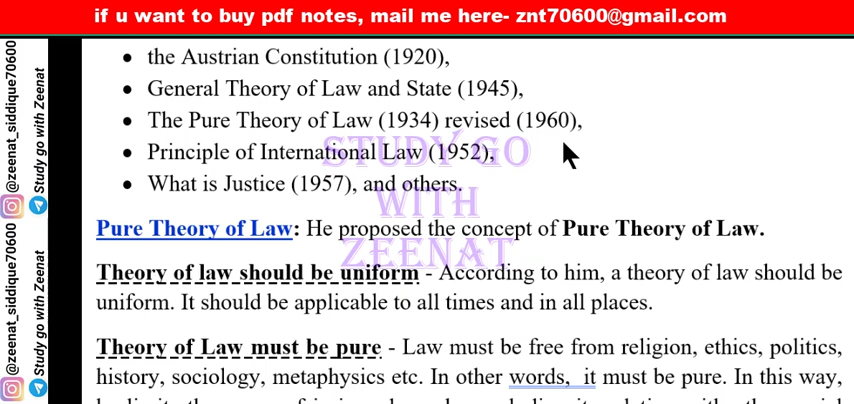 if u want to buy pdf notes, mail me here- znt70600@gmail.com
• the Austrian Constitution (1920),
• General Theory of Law and State (1945),
• The Pure Theory of Law (1934) revised (1960),
• Principle of International Law (1952),
• What is Justice (1957), and others.
Pure Theory of Law: He proposed the concept of Pure Theory of Law.
Theory of law should be uniform - According to him, a theory of law should be
uniform. It should be applicable to all times and in all places.
Theory of Law must be pure - Law must be free from religion, ethics, politics,
history, sociology, metaphysics etc. In other words, it must be pure. In this way,
STUDY GO
WITH
ZEENAT
@zeenat_siddique70600
Study go with Zeenat
@zeenat_siddique70600
Study go with Zeenat